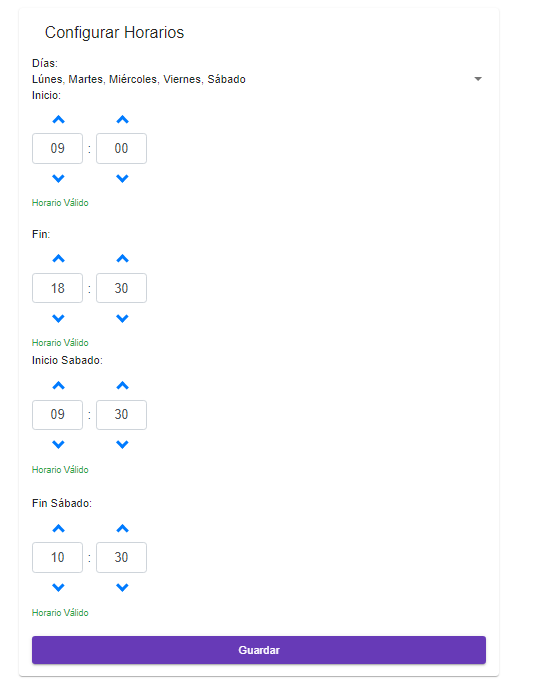 Configurar Horarios
Días:
Lúnes, Martes, Miércoles, Viernes, Sábado
Inicio:
09 : 00
Horario Válido
Fin:
18 : 30
Horario Válido
Inicio Sabado:
09 : 30
Horario Válido
Fin Sábado:
10 : 30
Horario Válido
Guardar